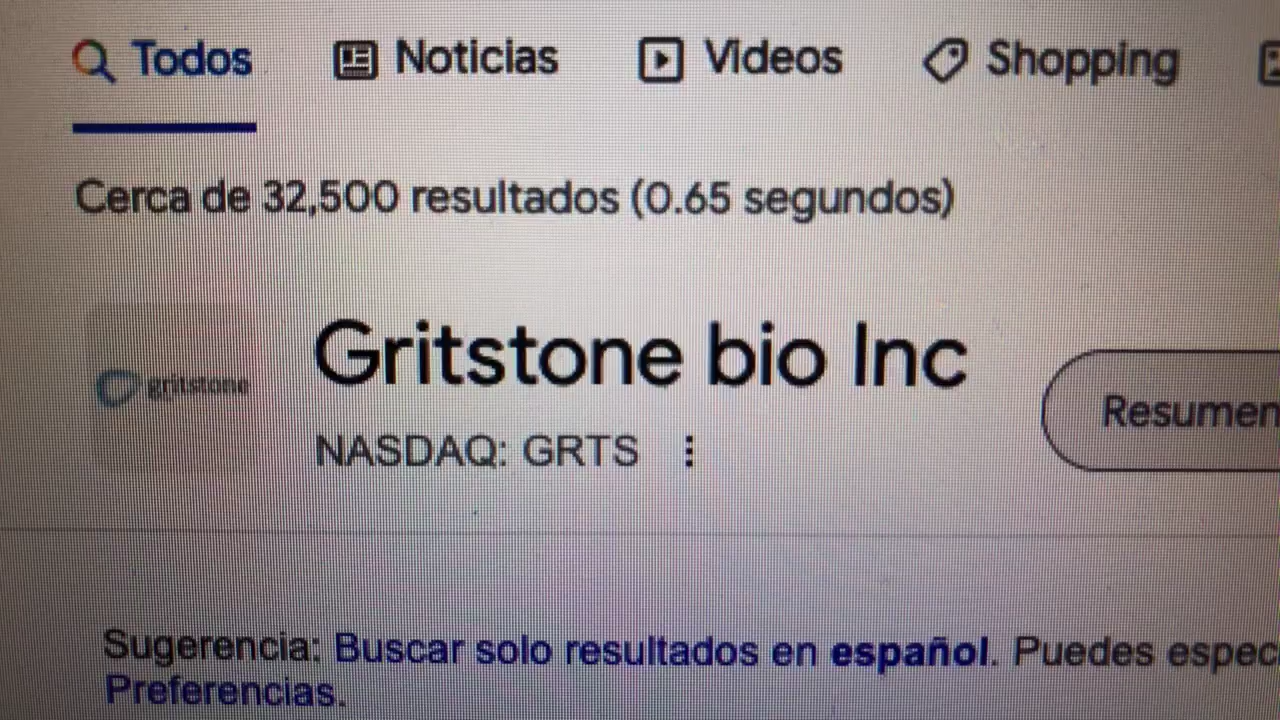 Todos Noticias Videos Shopping
Cerca de 32,500 resultados (0.65 segundos)
Gritstone bio Inc
gritstone
NASDAQ: GRTS
Resumen
Sugerencia: Buscar solo resultados en español. Puedes espec
Preferencias.